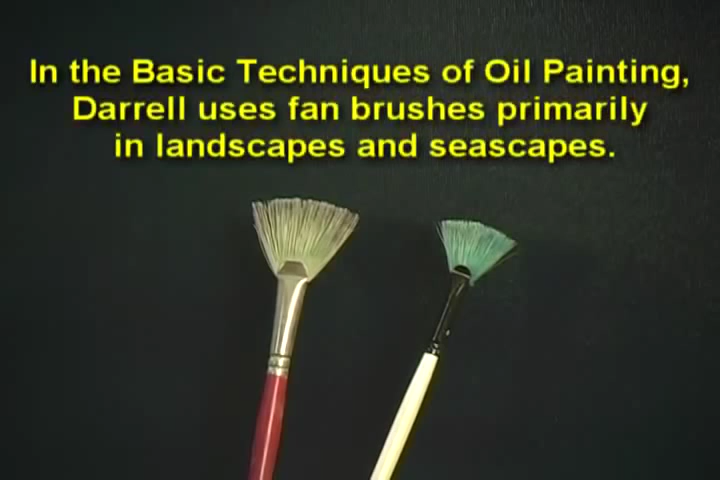 In the Basic Techniques of Oil Painting,
Darrell uses fan brushes primarily
in landscapes and seascapes.